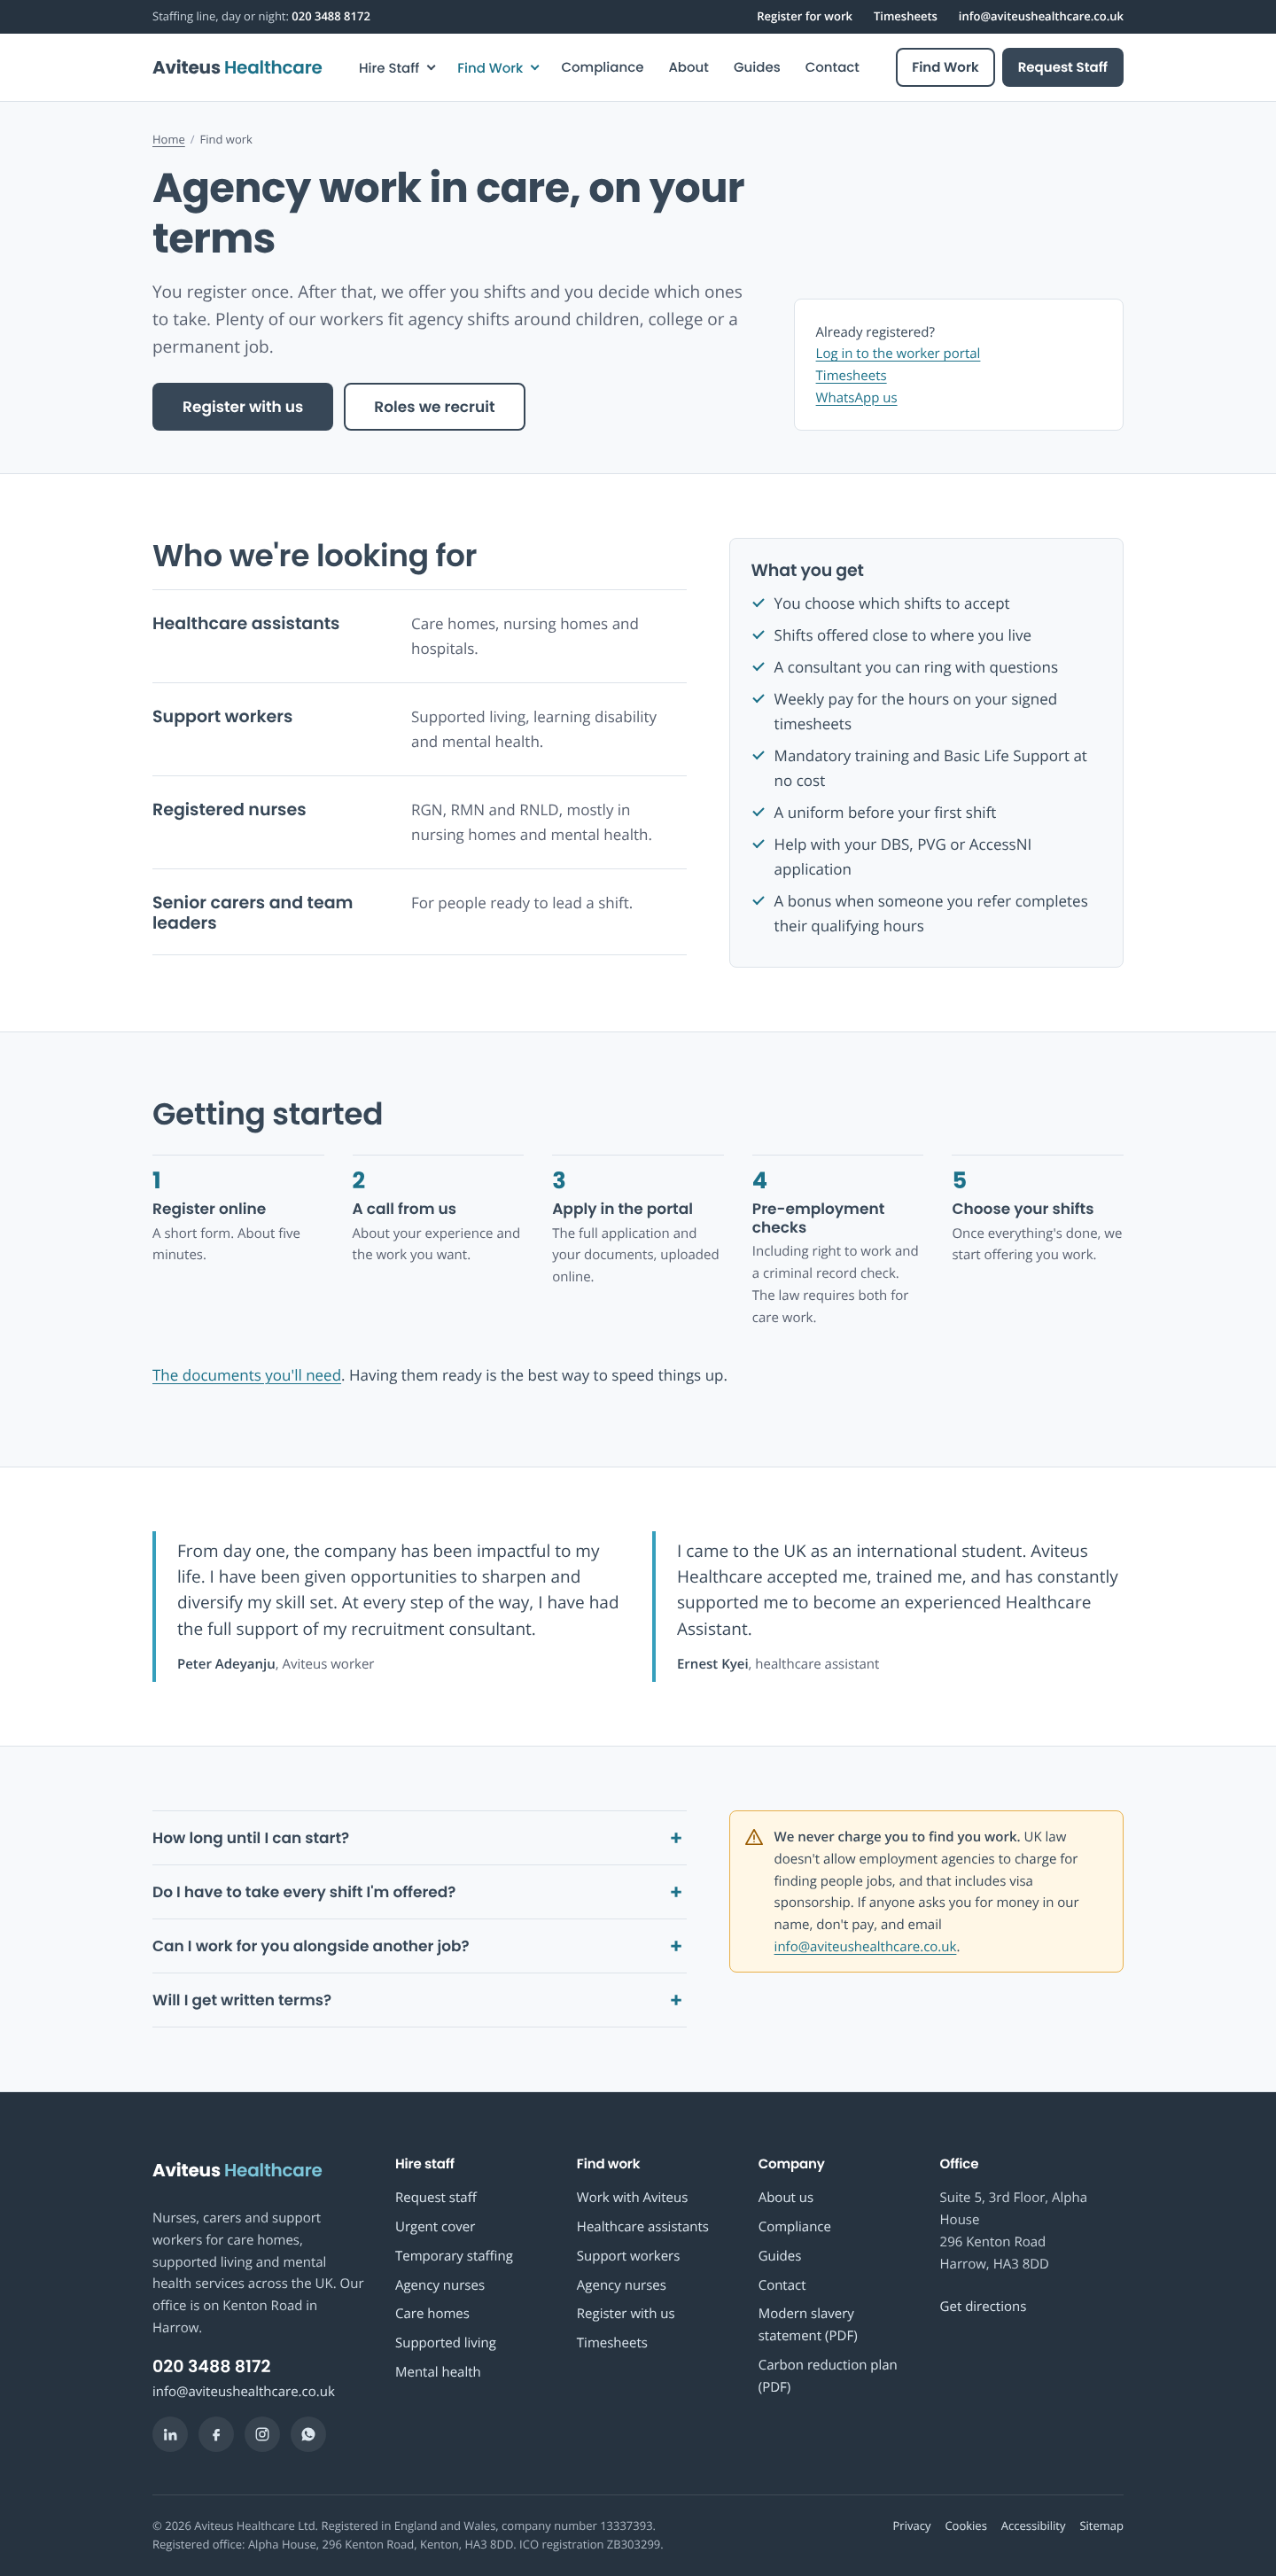 Staffing line, day or night: 020 3488 8172
Register for work
Timesheets
info@aviteushealthcare.co.uk
Aviteus Healthcare
Hire Staff
Find Work
Compliance
About
Guides
Contact
Find Work
Request Staff
Home / Find work
Agency work in care, on your
terms
You register once. After that, we offer you shifts and you decide which ones
to take. Plenty of our workers fit agency shifts around children, college or a
permanent job.
Register with us
Roles we recruit
Already registered?
Log in to the worker portal
Timesheets
WhatsApp us
Who we're looking for
Healthcare assistants
Care homes, nursing homes and
hospitals.
Support workers
Supported living, learning disability
and mental health.
Registered nurses
RGN, RMN and RNLD, mostly in
nursing homes and mental health.
Senior carers and team
leaders
For people ready to lead a shift.
What you get
You choose which shifts to accept
Shifts offered close to where you live
A consultant you can ring with questions
Weekly pay for the hours on your signed
timesheets
Mandatory training and Basic Life Support at
no cost
A uniform before your first shift
Help with your DBS, PVG or AccessNI
application
A bonus when someone you refer completes
their qualifying hours
Getting started
1
Register online
A short form. About five
minutes.
2
A call from us
About your experience and
the work you want.
3
Apply in the portal
The full application and
your documents, uploaded
online.
4
Pre-employment
checks
Including right to work and
a criminal record check.
The law requires both for
care work.
5
Choose your shifts
Once everything's done, we
start offering you work.
The documents you'll need. Having them ready is the best way to speed things up.
From day one, the company has been impactful to my
life. I have been given opportunities to sharpen and
diversify my skill set. At every step of the way, I have had
the full support of my recruitment consultant.
Peter Adeyanju, Aviteus worker
I came to the UK as an international student. Aviteus
Healthcare accepted me, trained me, and has constantly
supported me to become an experienced Healthcare
Assistant.
Ernest Kyei, healthcare assistant
How long until I can start?
Do I have to take every shift I'm offered?
Can I work for you alongside another job?
Will I get written terms?
We never charge you to find you work. UK law
doesn't allow employment agencies to charge for
finding people jobs, and that includes visa
sponsorship. If anyone asks you for money in our
name, don't pay, and email
info@aviteushealthcare.co.uk.
Aviteus Healthcare
Nurses, carers and support
workers for care homes,
supported living and mental
health services across the UK. Our
office is on Kenton Road in
Harrow.
020 3488 8172
info@aviteushealthcare.co.uk
Hire staff
Request staff
Urgent cover
Temporary staffing
Agency nurses
Care homes
Supported living
Mental health
Find work
Work with Aviteus
Healthcare assistants
Support workers
Agency nurses
Register with us
Timesheets
Company
About us
Compliance
Guides
Contact
Modern slavery
statement (PDF)
Carbon reduction plan
(PDF)
Office
Suite 5, 3rd Floor, Alpha
House
296 Kenton Road
Harrow, HA3 8DD
Get directions
© 2026 Aviteus Healthcare Ltd. Registered in England and Wales, company number 13337393.
Registered office: Alpha House, 296 Kenton Road, Kenton, HA3 8DD. ICO registration ZB303299.
Privacy
Cookies
Accessibility
Sitemap